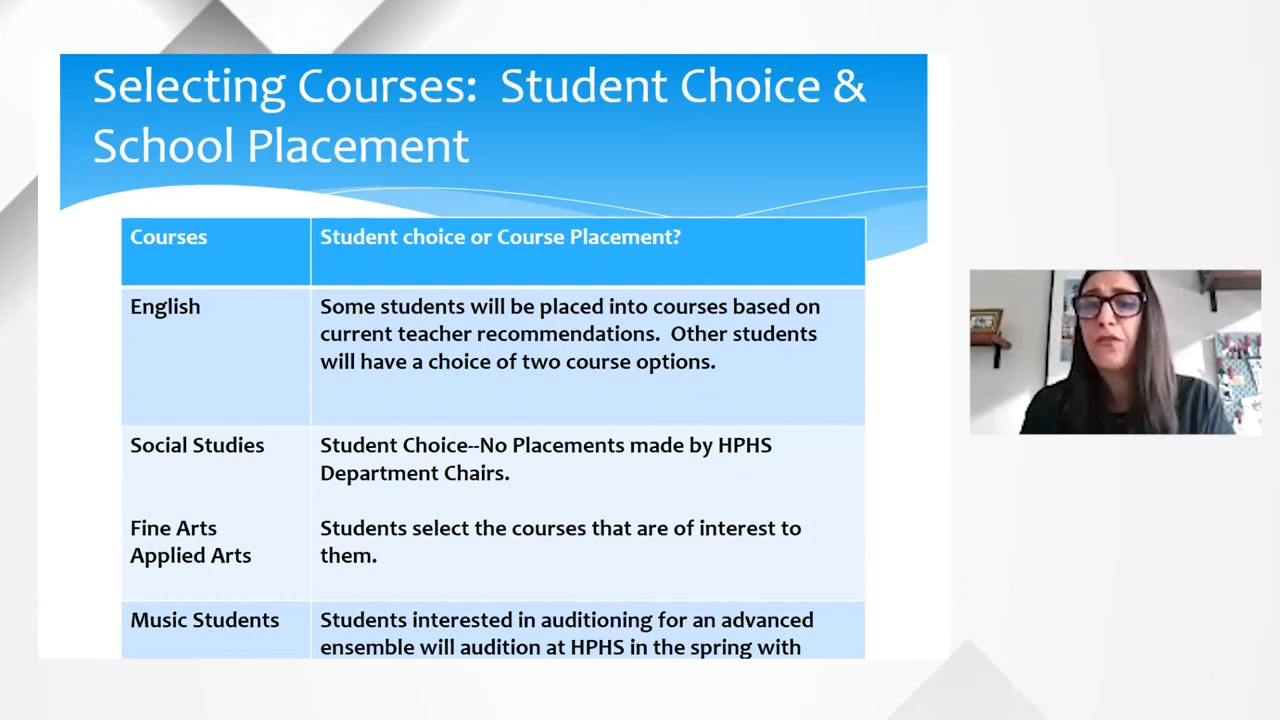 Selecting Courses:  Student Choice &
School Placement
Courses
Student choice or Course Placement?
English
Some students will be placed into courses based on
current teacher recommendations.  Other students
will have a choice of two course options.
Social Studies
Student Choice--No Placements made by HPHS
Department Chairs.
Fine Arts
Applied Arts
Students select the courses that are of interest to
them.
Music Students
Students interested in auditioning for an advanced
ensemble will audition at HPHS in the spring with